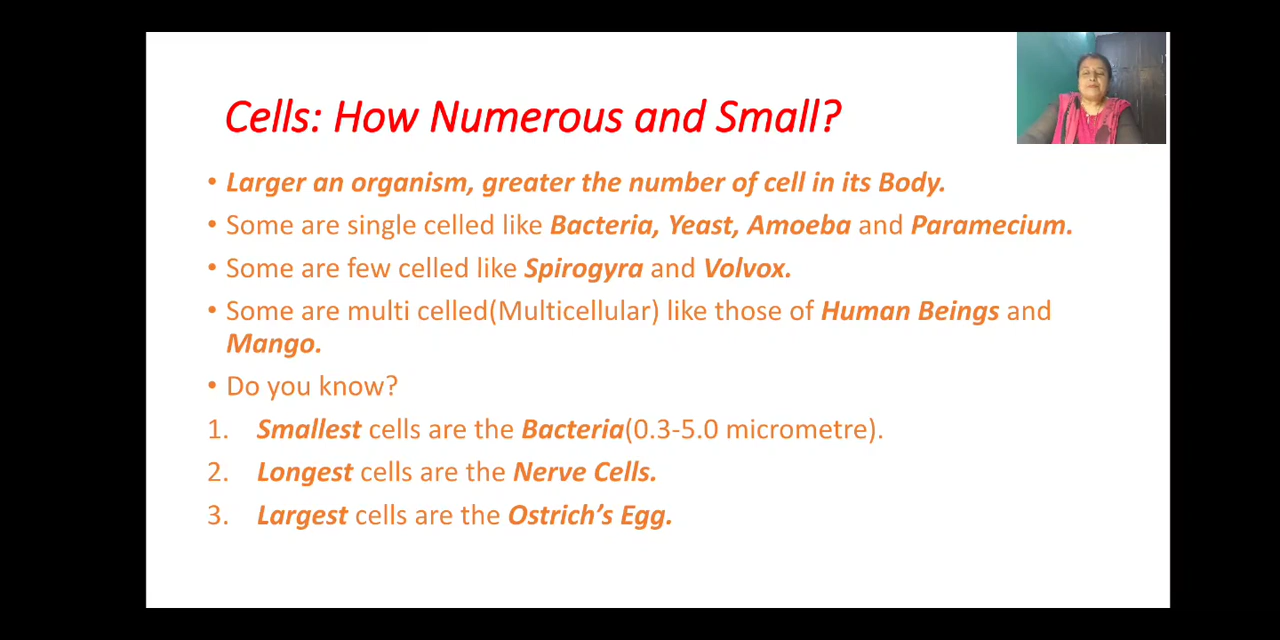 Cells: How Numerous and Small?
• Larger an organism, greater the number of cell in its Body.
• Some are single celled like Bacteria, Yeast, Amoeba and Paramecium.
• Some are few celled like Spirogyra and Volvox.
• Some are multi celled(Multicellular) like those of Human Beings and
Mango.
• Do you know?
1. Smallest cells are the Bacteria(0.3-5.0 micrometre).
2. Longest cells are the Nerve Cells.
3. Largest cells are the Ostrich’s Egg.